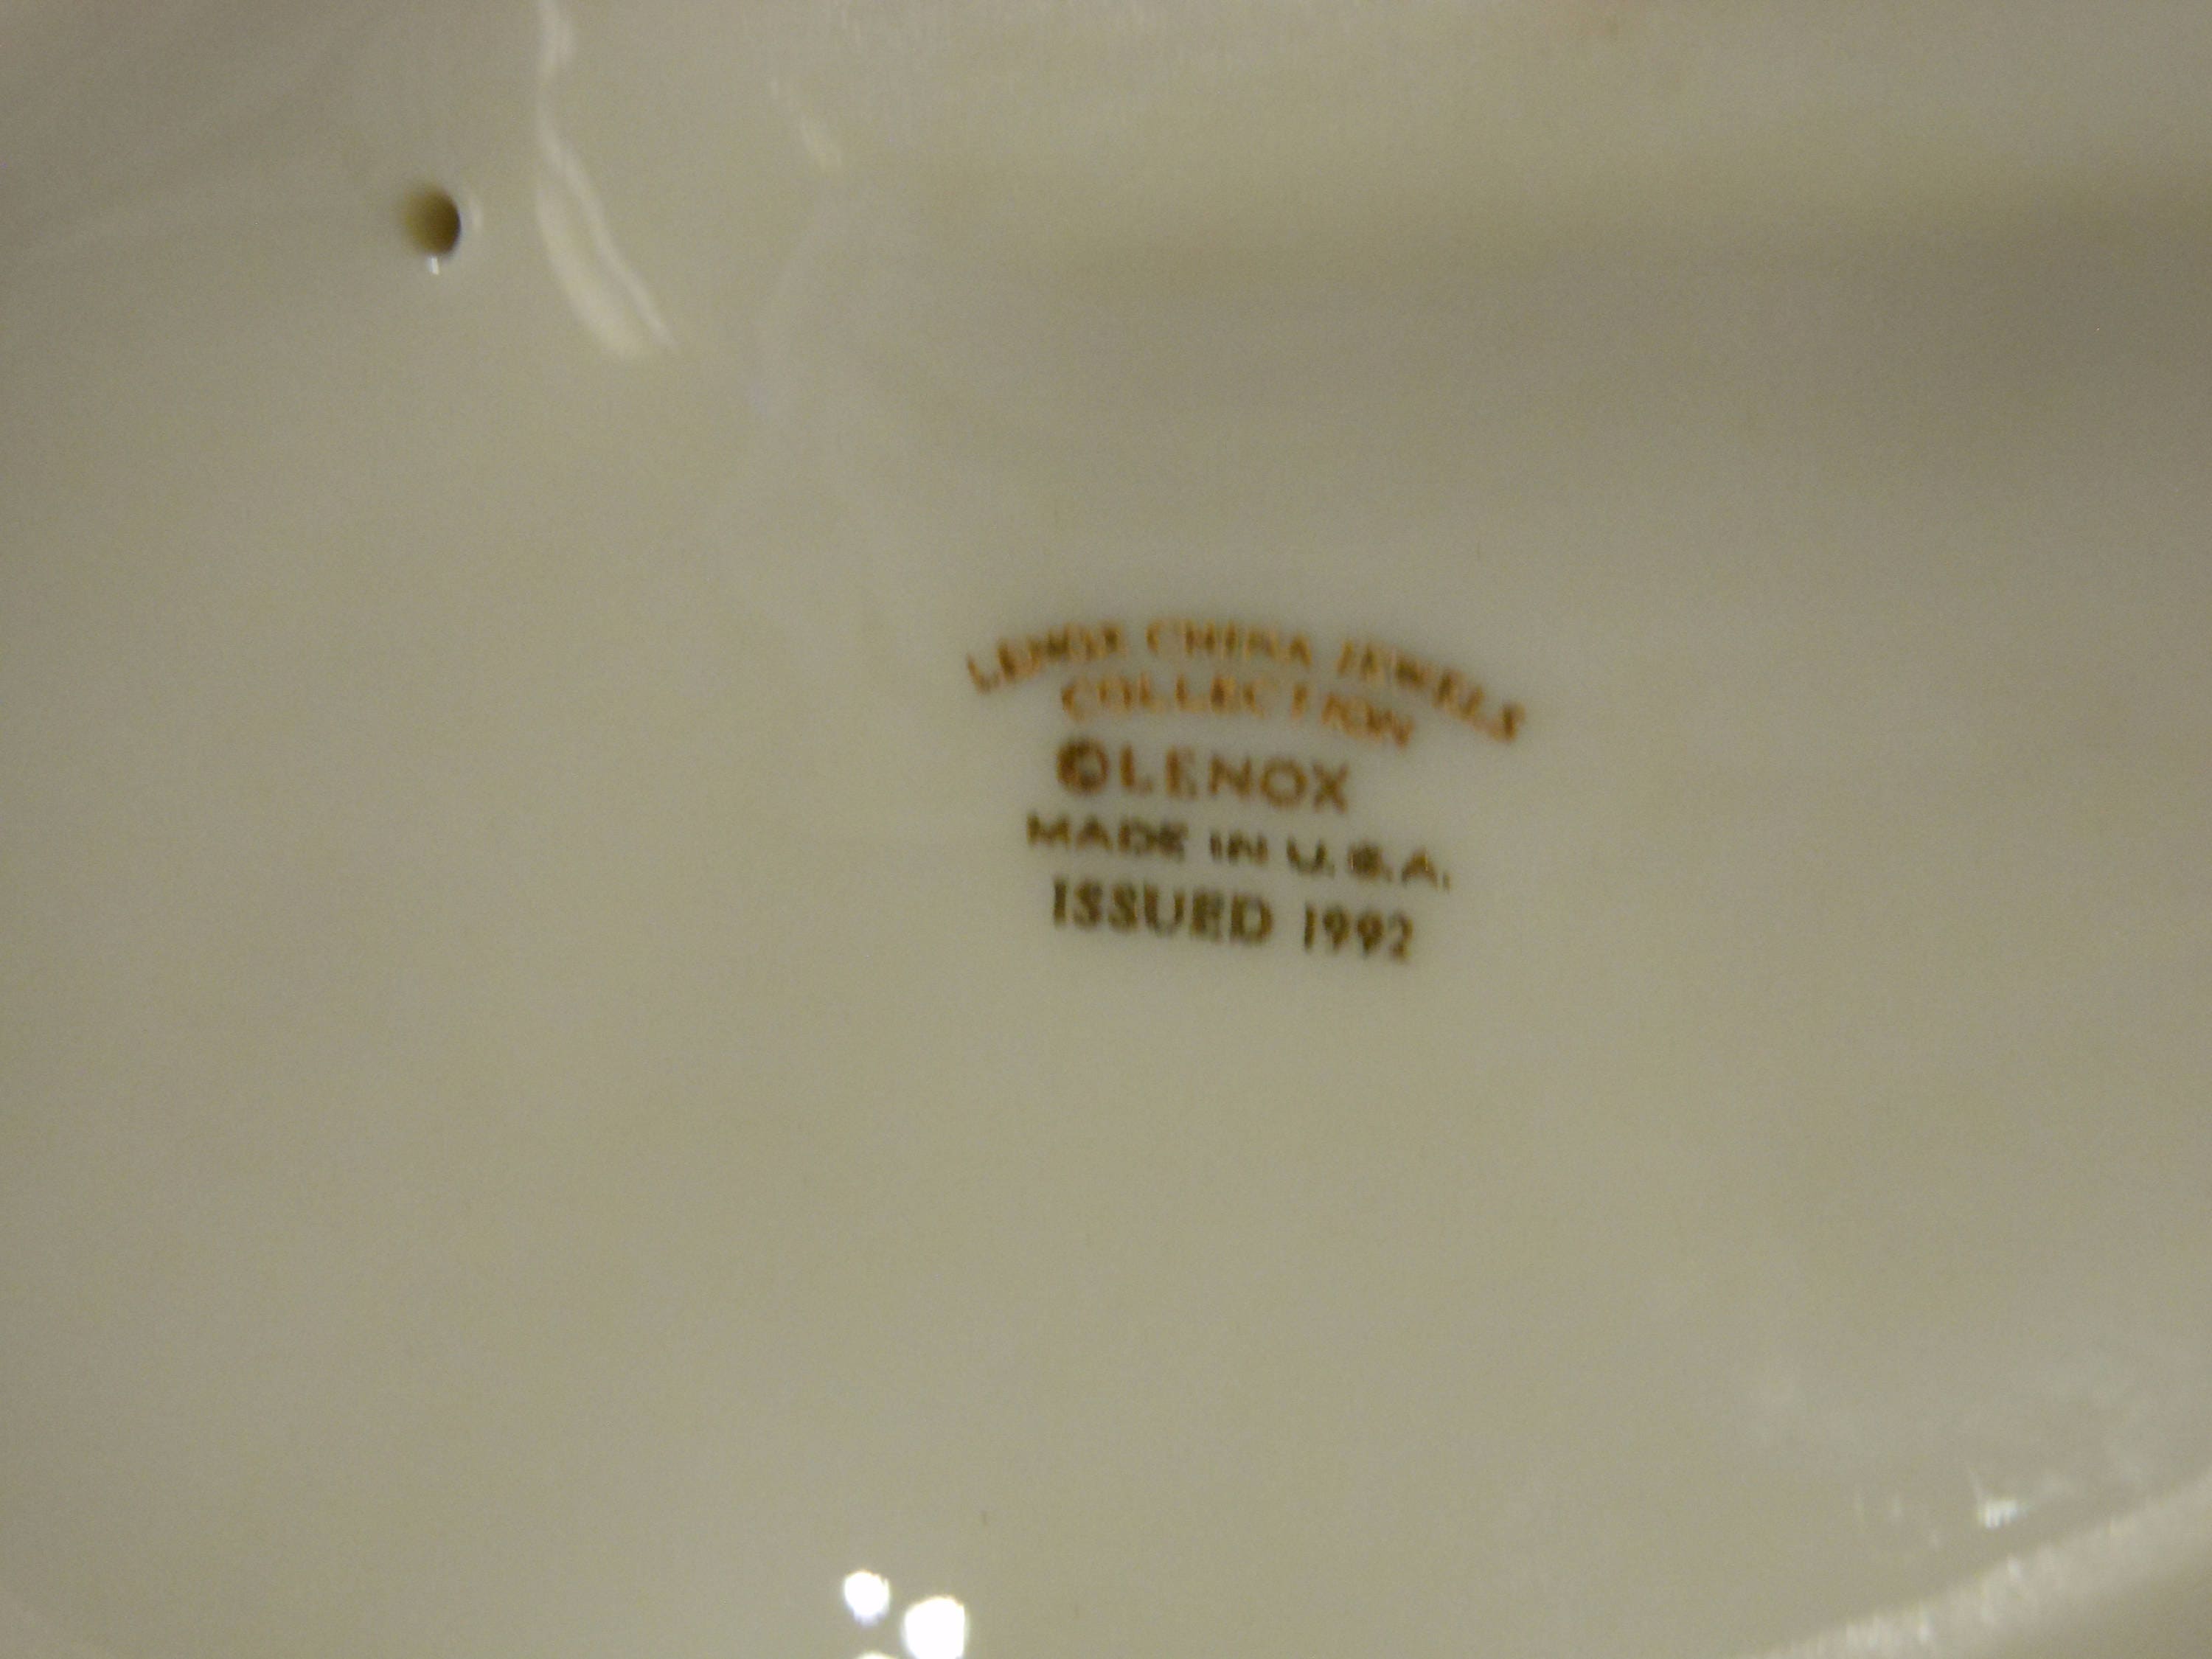 LENOX CHINA JEWELS
COLLECTION
©LENOX
MADE IN U.S.A.
ISSUED 1992